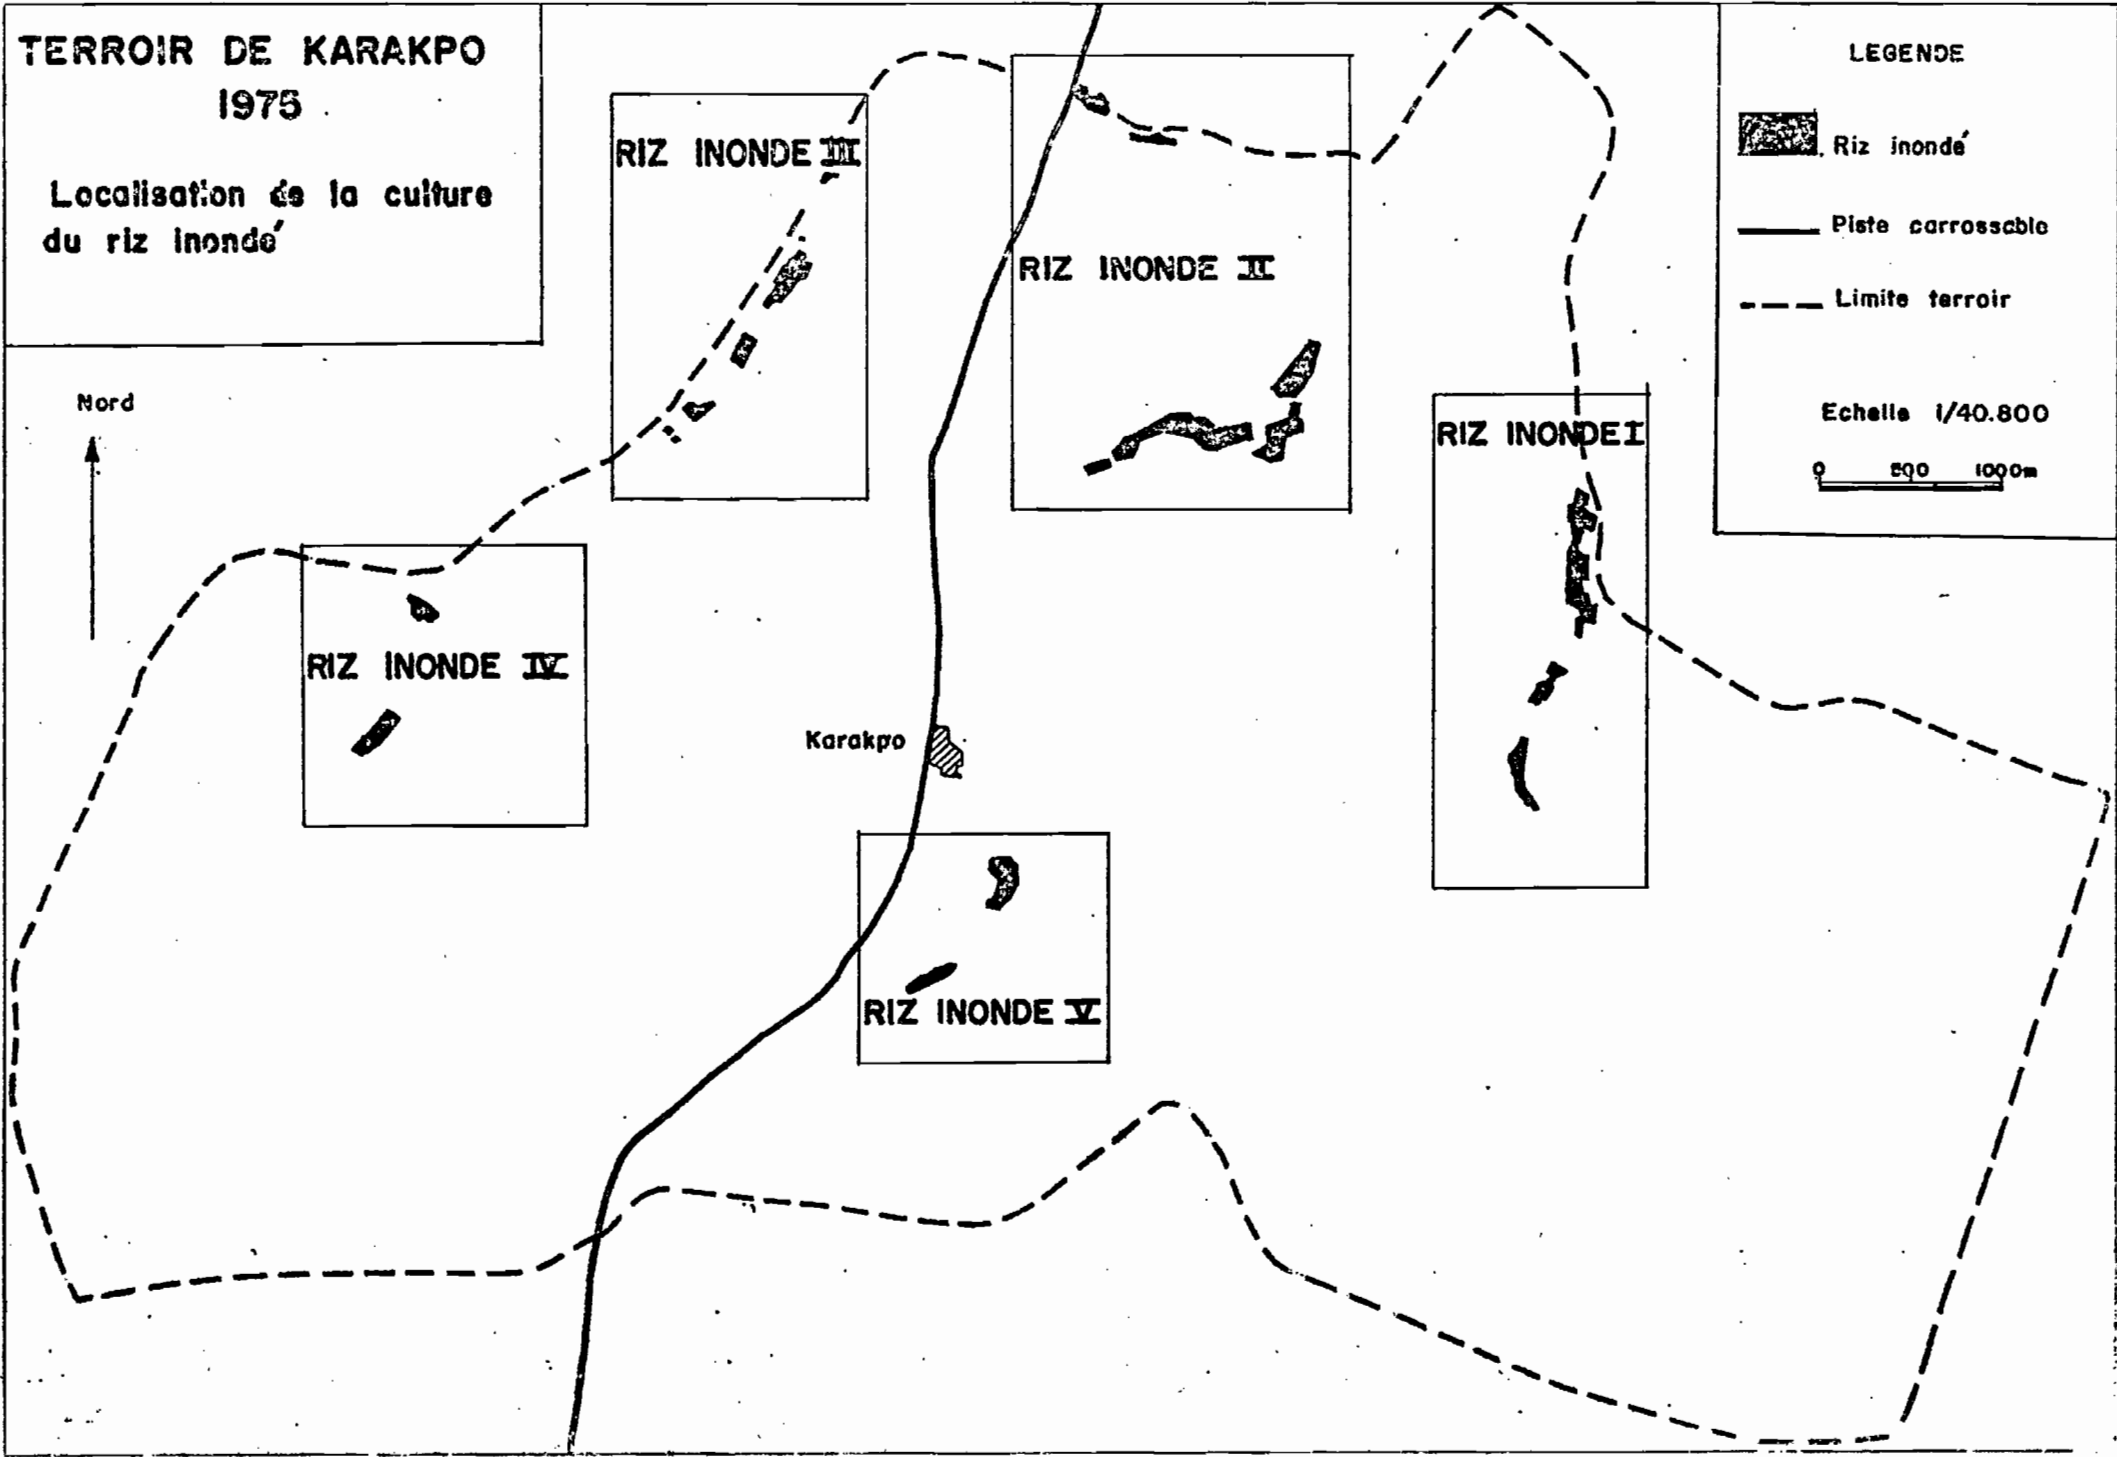 TERROIR DE KARAKPO
1975
Localisation de la culture
du riz inondé
LEGENDE
Riz inondé
Piste carrossable
Limite terroir
Echelle 1/40.800
0 500 1000m
Nord
RIZ INONDE III
RIZ INONDE II
RIZ INONDE I
RIZ INONDE IV
Karakpo
RIZ INONDE V